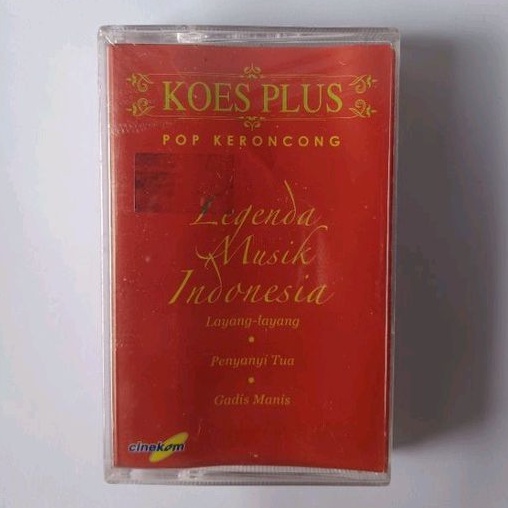 KOES PLUS
POP KERONCONG
Legenda
Musik
Indonesia
Layang-layang
Penyanyi Tua
Gadis Manis
cinekom